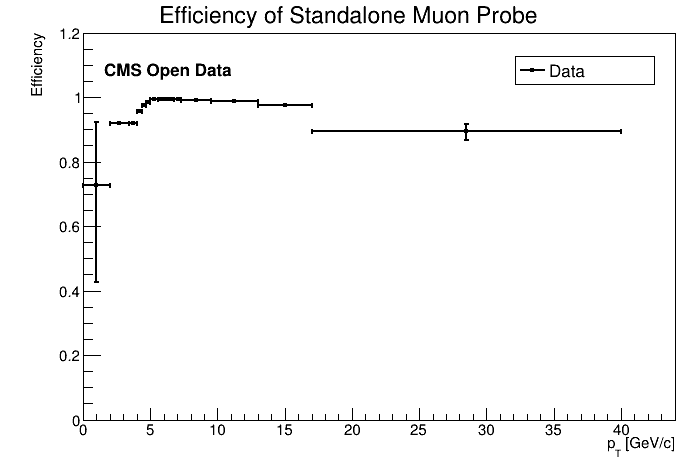 Efficiency of Standalone Muon Probe
Efficiency
1.2
1
0.8
0.6
0.4
0.2
0
CMS Open Data
Data
0 5 10 15 20 25 30 35 40
p_T [GeV/c]